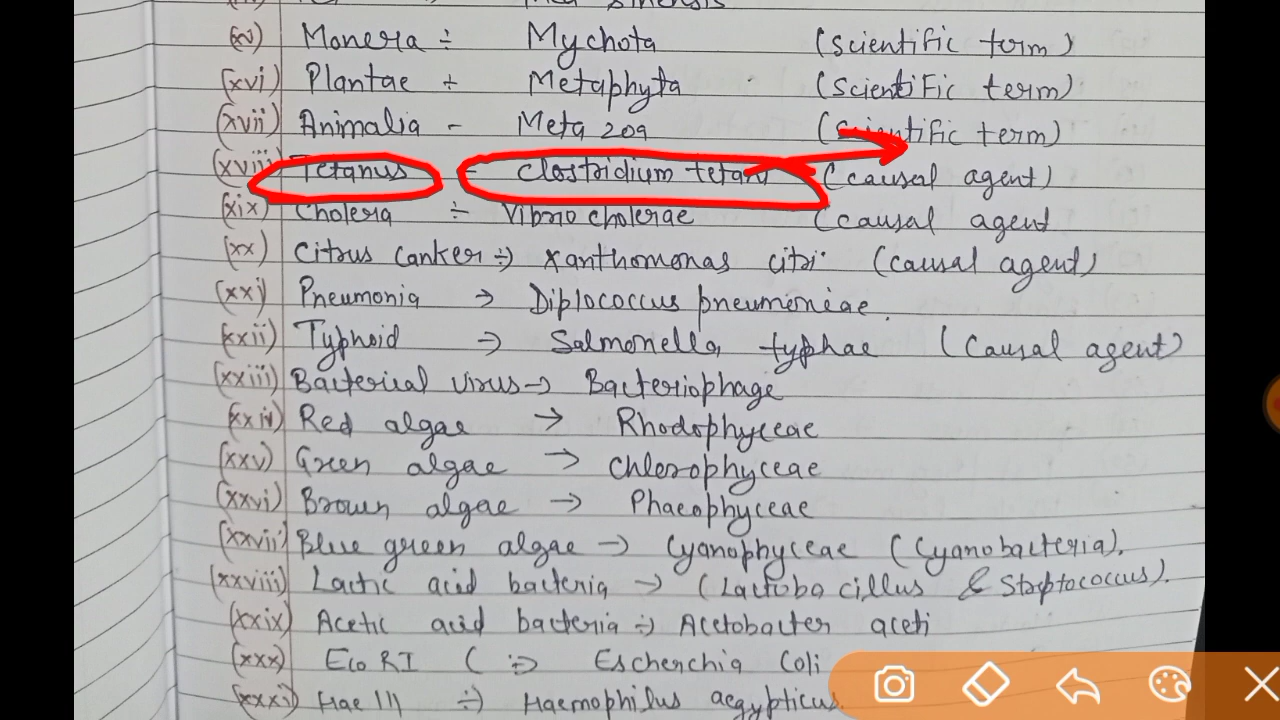 (xv) Monera ÷ Mychota (scientific term)
(xvi) Plantae ÷ Metaphyta (Scientific term)
(xvii) Animalia - Metazoa (Scientific term)
(xviii) Tetanus - Clostridium tetani (causal agent)
(xix) Cholera ÷ Vibrio cholerae (causal agent
(xx) Citrus Canker ÷) Xanthomonas citri (causal agent)
(xxi) Pneumonia → Diplococcus pneumoniae.
(xxii) Typhoid → Salmonella typhae (Causal agent)
(xxiii) Bacterical virus → Bacteriophage
(xxiv) Red algae → Rhodophyceae
(xxv) Green algae → Chlorophyceae
(xxvi) Brown algae → Phaeophyceae
(xxvii) Blue green algae → Cyanophyceae (Cyanobacteria).
(xxviii) Lactic acid bacteria → (Lactobacillus & Streptococcus).
(xxix) Acetic acid bacteria ÷) Acetobacter aceti
(xxx) Eco RI ( ÷) Escherchia Coli
(xxxi) Hae III ÷) Haemophilus aegypticus.